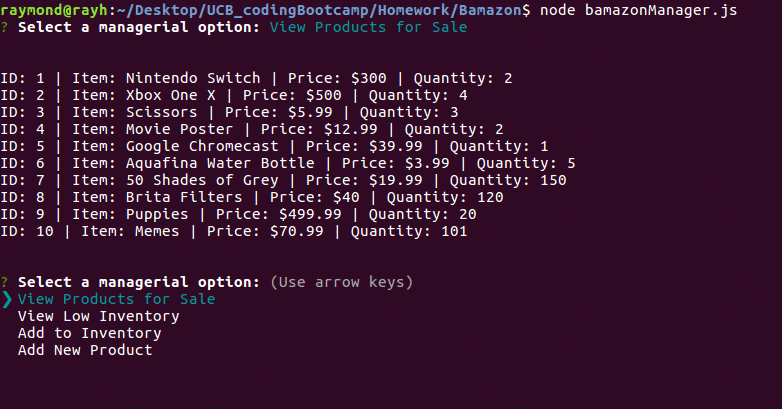 raymond@rayh:~/Desktop/UCB_codingBootcamp/Homework/Bamazon$ node bamazonManager.js
? Select a managerial option: View Products for Sale
ID: 1 | Item: Nintendo Switch | Price: $300 | Quantity: 2
ID: 2 | Item: Xbox One X | Price: $500 | Quantity: 4
ID: 3 | Item: Scissors | Price: $5.99 | Quantity: 3
ID: 4 | Item: Movie Poster | Price: $12.99 | Quantity: 2
ID: 5 | Item: Google Chromecast | Price: $39.99 | Quantity: 1
ID: 6 | Item: Aquafina Water Bottle | Price: $3.99 | Quantity: 5
ID: 7 | Item: 50 Shades of Grey | Price: $19.99 | Quantity: 150
ID: 8 | Item: Brita Filters | Price: $40 | Quantity: 120
ID: 9 | Item: Puppies | Price: $499.99 | Quantity: 20
ID: 10 | Item: Memes | Price: $70.99 | Quantity: 101
? Select a managerial option: (Use arrow keys)
❯ View Products for Sale
View Low Inventory
Add to Inventory
Add New Product